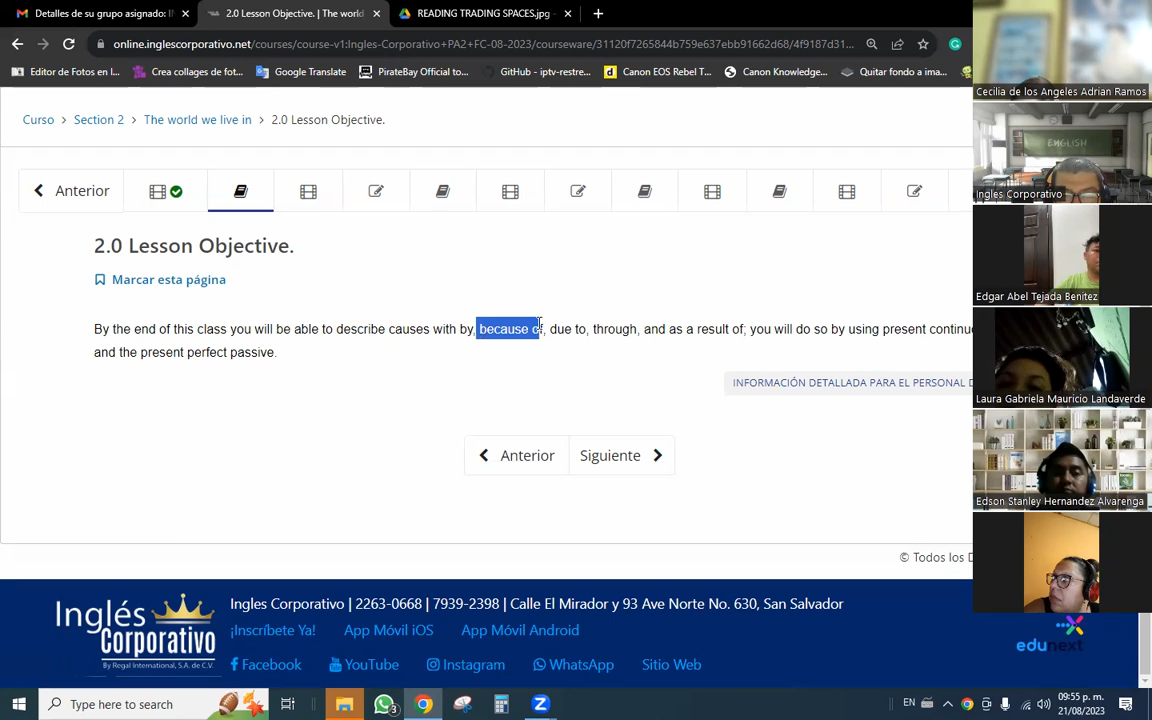 Detalles de su grupo asignado: II
2.0 Lesson Objective. | The world
READING TRADING SPACES.jpg -
online.inglescorporativo.net/courses/course-v1:Ingles-Corporativo+PA2+FC-08-2023/courseware/31120f7265844b759e637ebb91662d68/4f9187d31...
Editor de Fotos en l...
Crea collages de fot...
Google Translate
PirateBay Official to...
GitHub - iptv-restre...
Canon EOS Rebel T...
Canon Knowledge...
Quitar fondo a ima...
Cecilia de los Angeles Adrian Ramos
Curso > Section 2 > The world we live in > 2.0 Lesson Objective.
ENGLISH
Anterior
Ingles Corporativo
2.0 Lesson Objective.
Marcar esta página
Edgar Abel Tejada Benitez
By the end of this class you will be able to describe causes with by, because of, due to, through, and as a result of; you will do so by using present continu
and the present perfect passive.
INFORMACIÓN DETALLADA PARA EL PERSONAL D
Laura Gabriela Mauricio Landaverde
Anterior
Siguiente
Edson Stanley Hernandez Alvarenga
© Todos los D
Inglés
Corporativo
by Regal International, S.A. de C.V.
Inglés Corporativo | 2263-0668 | 7939-2398 | Calle El Mirador y 93 Ave Norte No. 630, San Salvador
¡Inscríbete Ya!
App Móvil iOS
App Móvil Android
edunext
Facebook
YouTube
Instagram
WhatsApp
Sitio Web
Type here to search
3
EN
09:55 p. m.
21/08/2023